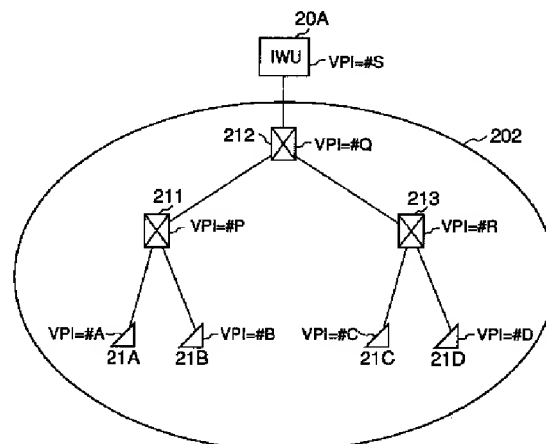 20A
IWU
VPI=#S
202
212
VPI=#Q
211
VPI=#P
213
VPI=#R
VPI=#A
21A
21B
VPI=#B
VPI=#C
21C
21D
VPI=#D